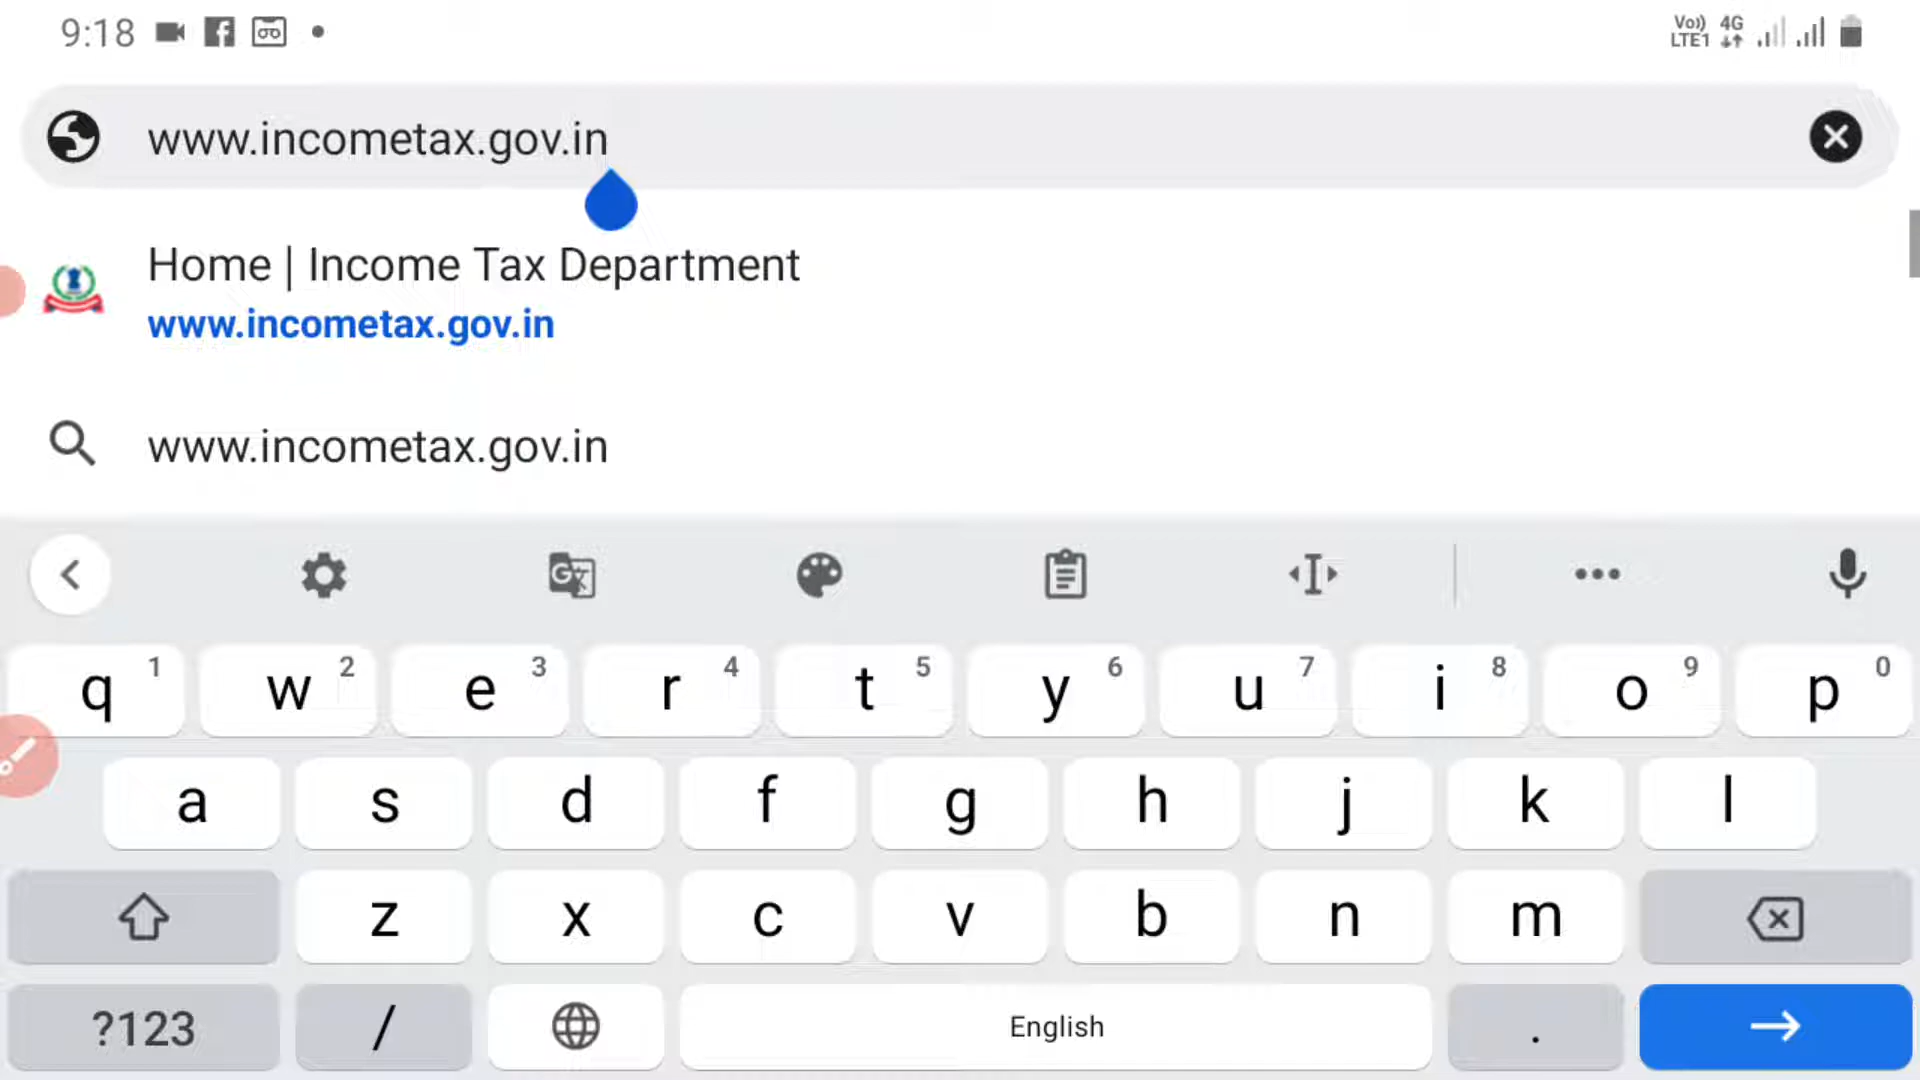 9:18
Vo) 4G
LTE1
www.incometax.gov.in
Home | Income Tax Department
www.incometax.gov.in
www.incometax.gov.in
q 1 w 2 e 3 r 4 t 5 y 6 u 7 i 8 o 9 p 0
a s d f g h j k l
z x c v b n m
?123 / English .